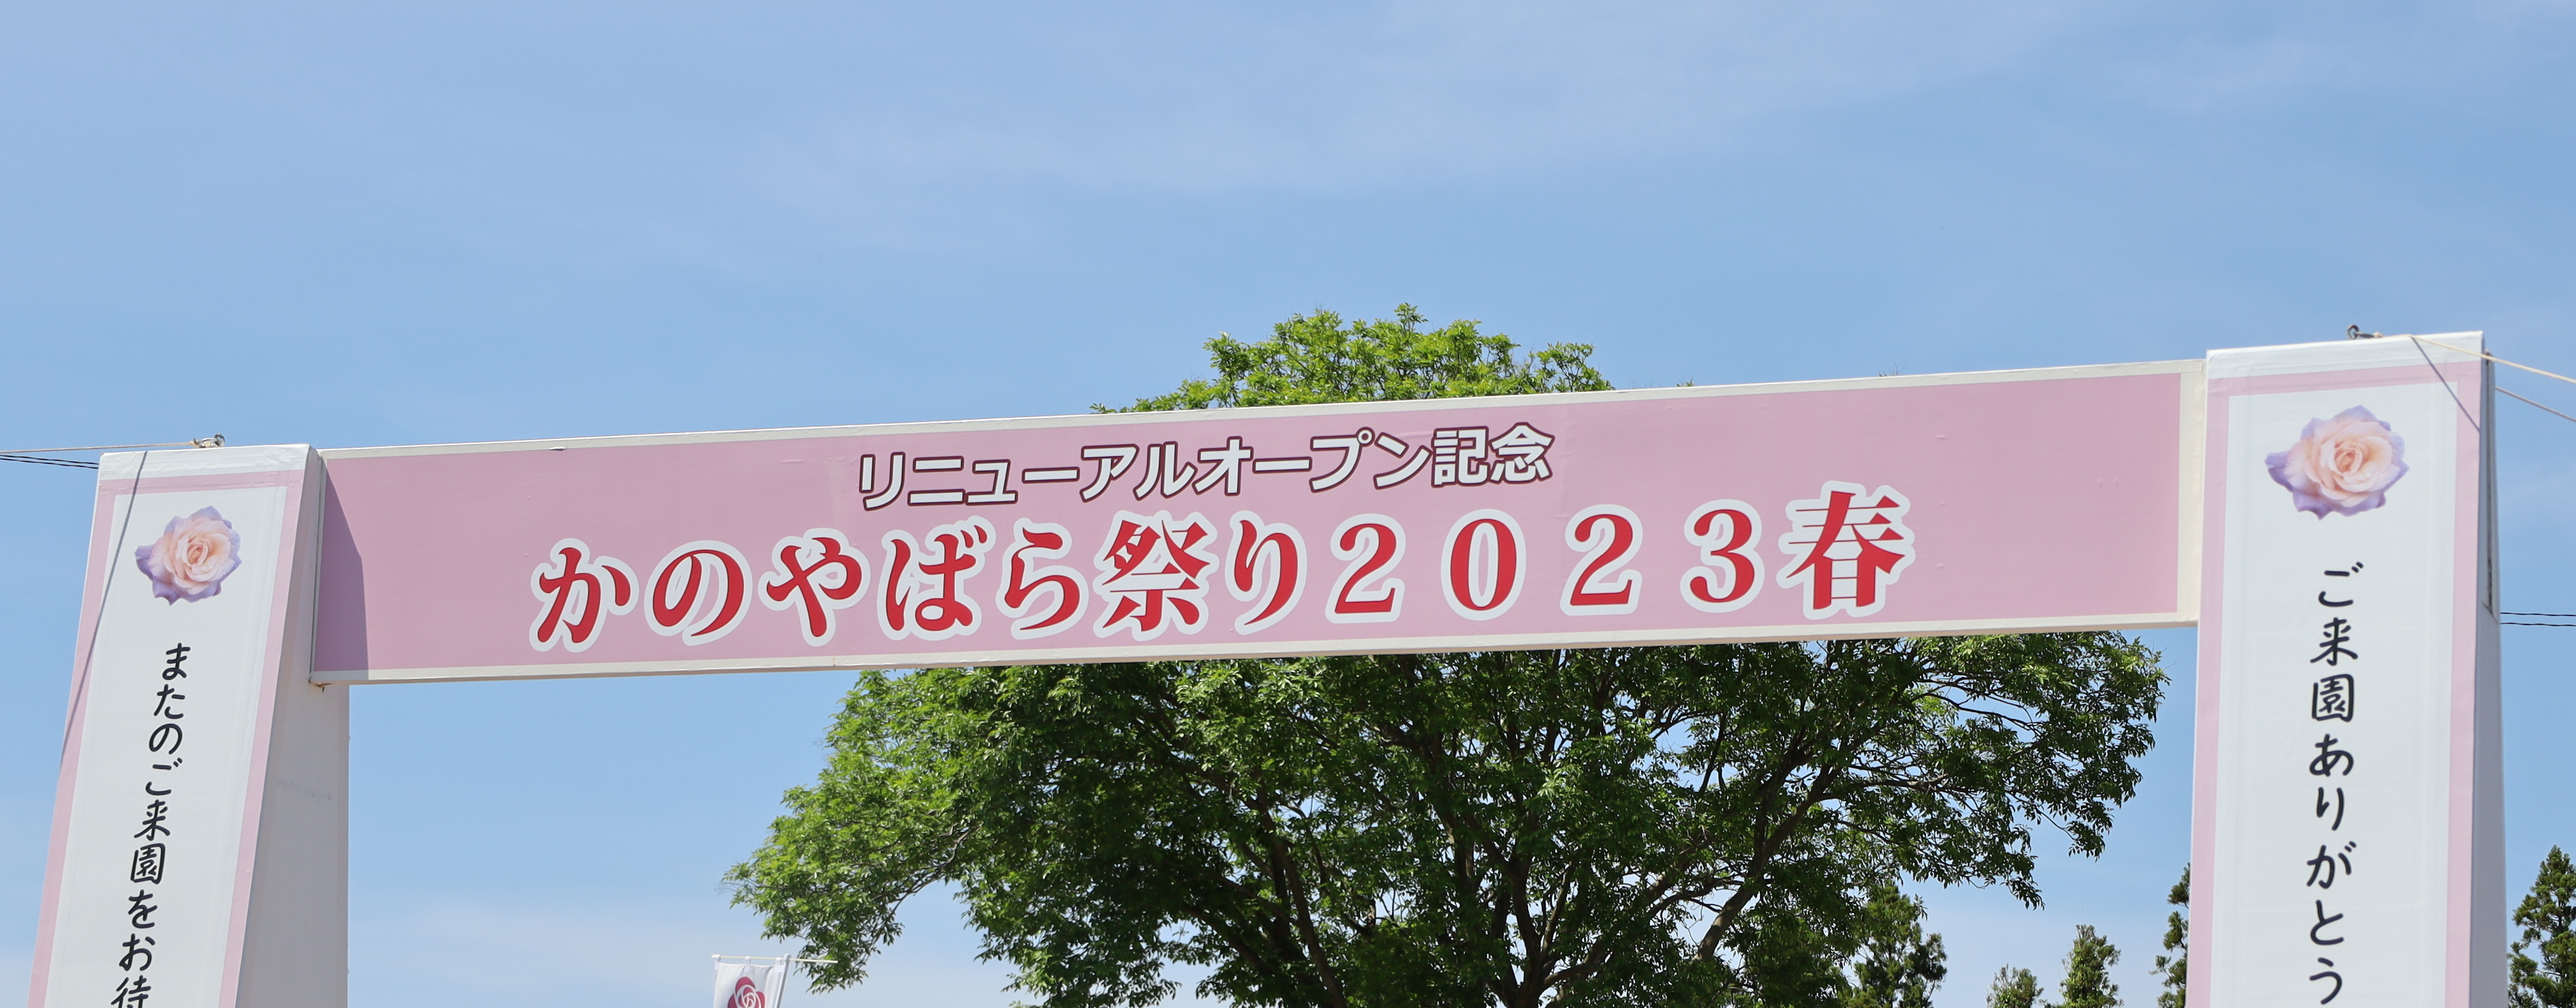 リニューアルオープン記念
かのやばら祭り2023春
ご来園ありがとう
またのご来園をお待